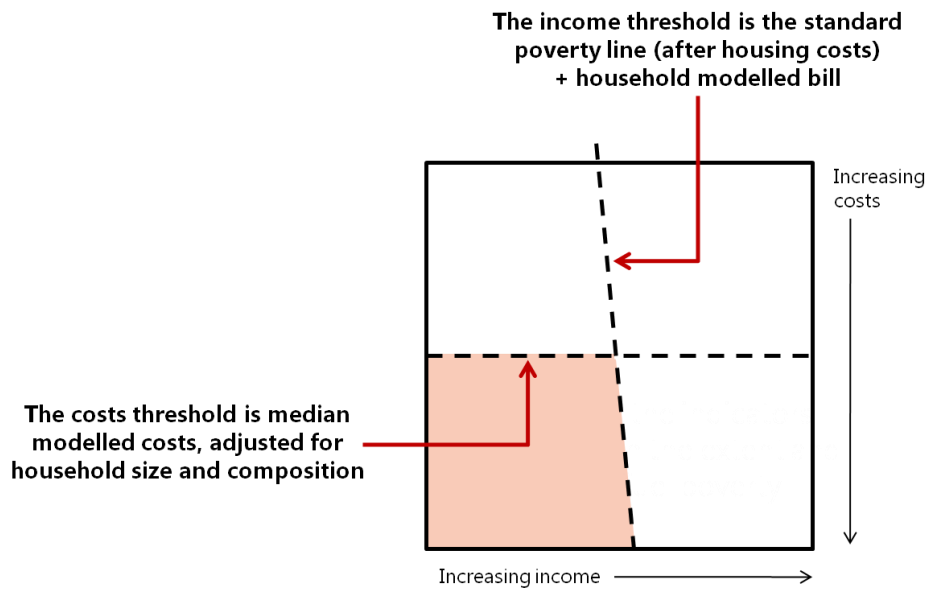 The income threshold is the standard
poverty line (after housing costs)
+ household modelled bill
Increasing
costs
The costs threshold is median
modelled costs, adjusted for
household size and composition
Increasing income